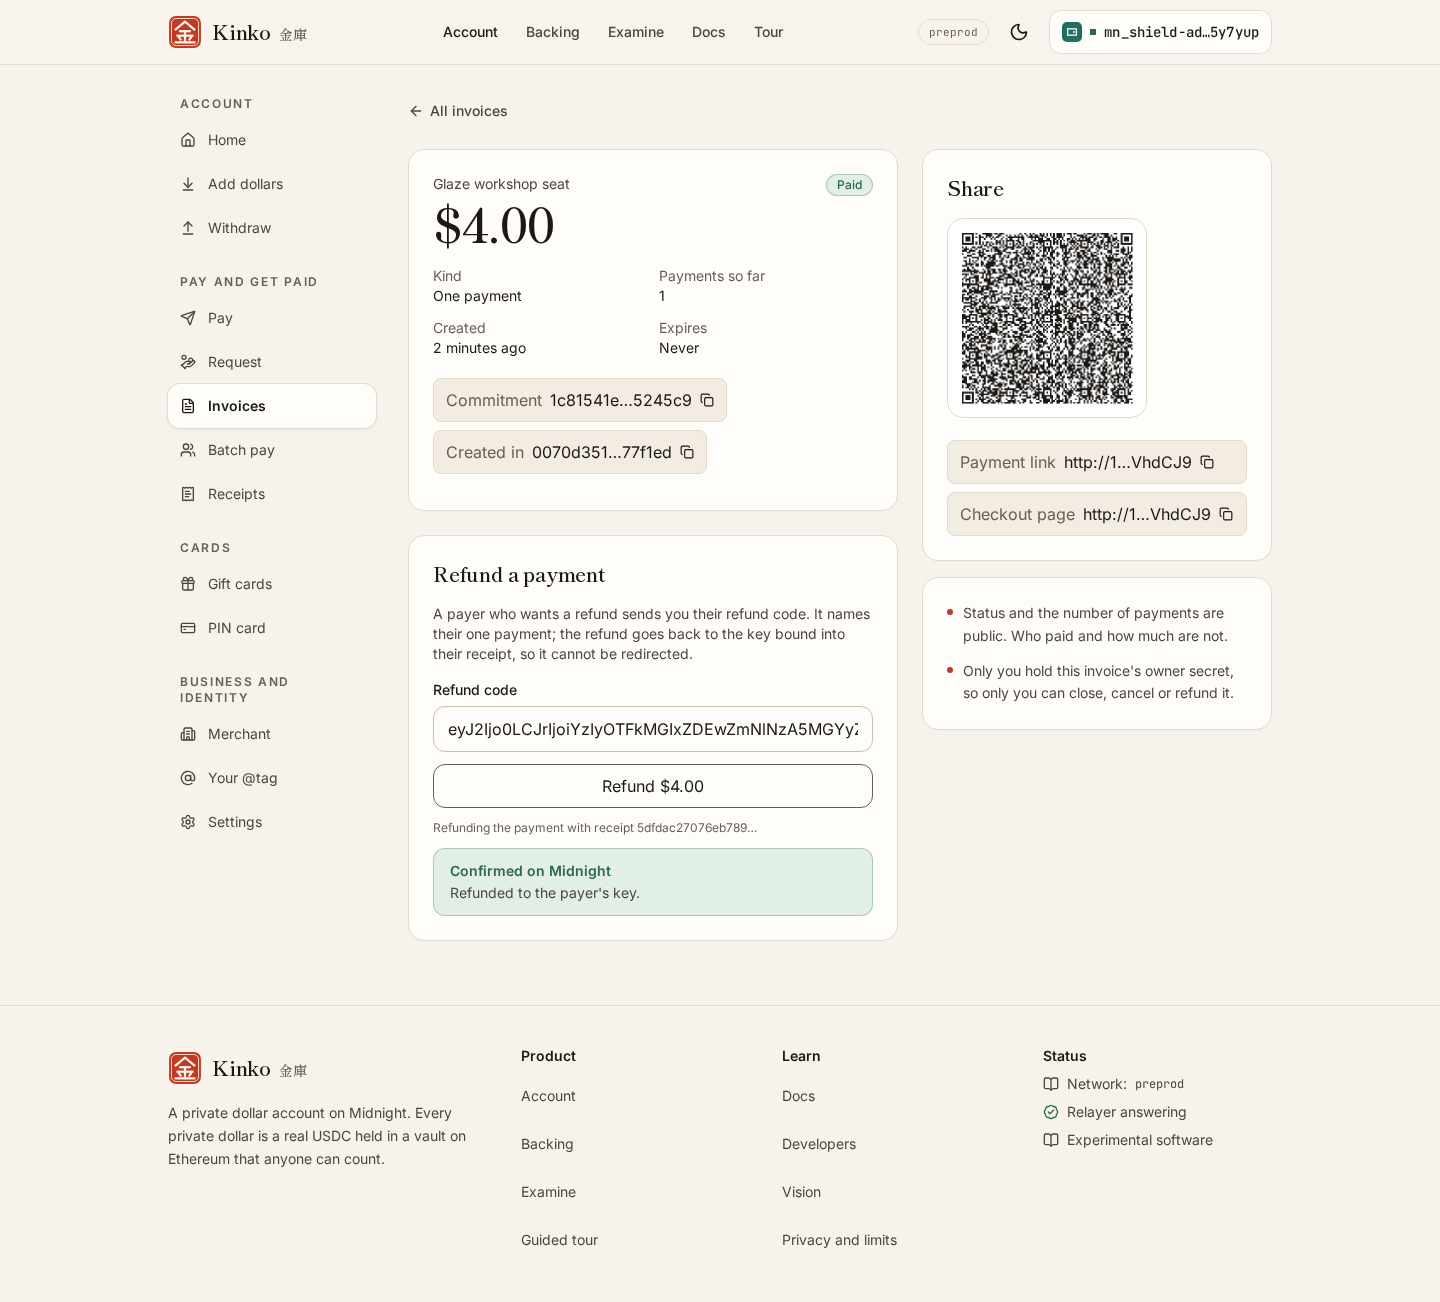 Kinko 金庫
Account
Backing
Examine
Docs
Tour
preprod
mn_shield-ad…5y7yup
ACCOUNT
Home
Add dollars
Withdraw
PAY AND GET PAID
Pay
Request
Invoices
Batch pay
Receipts
CARDS
Gift cards
PIN card
BUSINESS AND
IDENTITY
Merchant
Your @tag
Settings
All invoices
Glaze workshop seat
Paid
$4.00
Kind
One payment
Payments so far
1
Created
2 minutes ago
Expires
Never
Commitment 1c81541e…5245c9
Created in 0070d351…77f1ed
Refund a payment
A payer who wants a refund sends you their refund code. It names
their one payment; the refund goes back to the key bound into
their receipt, so it cannot be redirected.
Refund code
eyJ2Ijo0LCJrIjoiYzIyOTFkMGIxZDEwZmNlNzA5MGYyZ
Refund $4.00
Refunding the payment with receipt 5dfdac27076eb789…
Confirmed on Midnight
Refunded to the payer's key.
Share
Payment link http://1…VhdCJ9
Checkout page http://1…VhdCJ9
Status and the number of payments are
public. Who paid and how much are not.
Only you hold this invoice's owner secret,
so only you can close, cancel or refund it.
Kinko 金庫
A private dollar account on Midnight. Every
private dollar is a real USDC held in a vault on
Ethereum that anyone can count.
Product
Account
Backing
Examine
Guided tour
Learn
Docs
Developers
Vision
Privacy and limits
Status
Network: preprod
Relayer answering
Experimental software